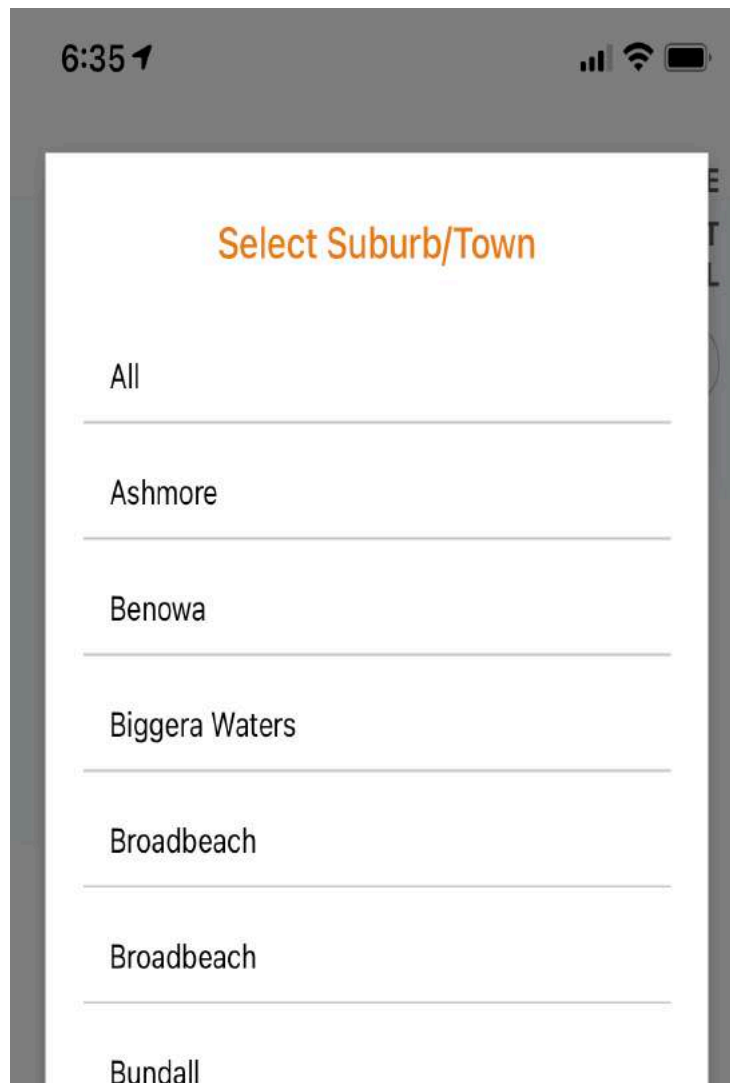 6:35
E
T
L
Select Suburb/Town
All
Ashmore
Benowa
Biggera Waters
Broadbeach
Broadbeach
Bundall